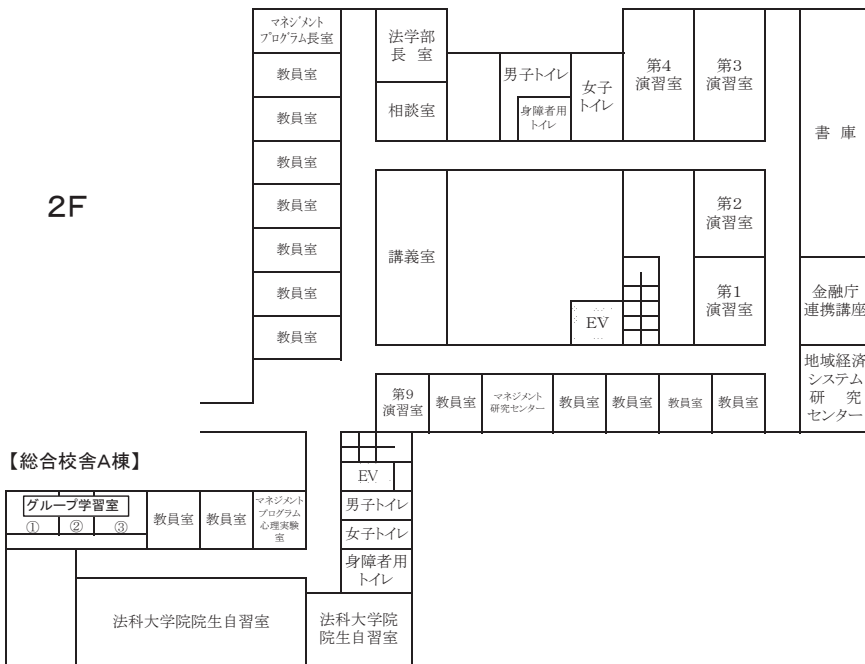 マネジメント
プログラム長室
法学部
長 室
第4
演習室
第3
演習室
教員室
男子トイレ
女子
トイレ
教員室
相談室
身障者用
トイレ
書 庫
教員室
2F
教員室
第2
演習室
教員室
講義室
教員室
第1
演習室
金融庁
連携講座
教員室
EV
地域経済
システム
研 究
センター
第9
演習室
教員室
マネジメント
研究センター
教員室
教員室
教員室
教員室
【総合校舎A棟】
EV
グループ学習室
① ② ③
教員室
教員室
マネジメント
プログラム
心理実験
室
男子トイレ
女子トイレ
身障者用
トイレ
法科大学院院生自習室
法科大学院
院生自習室